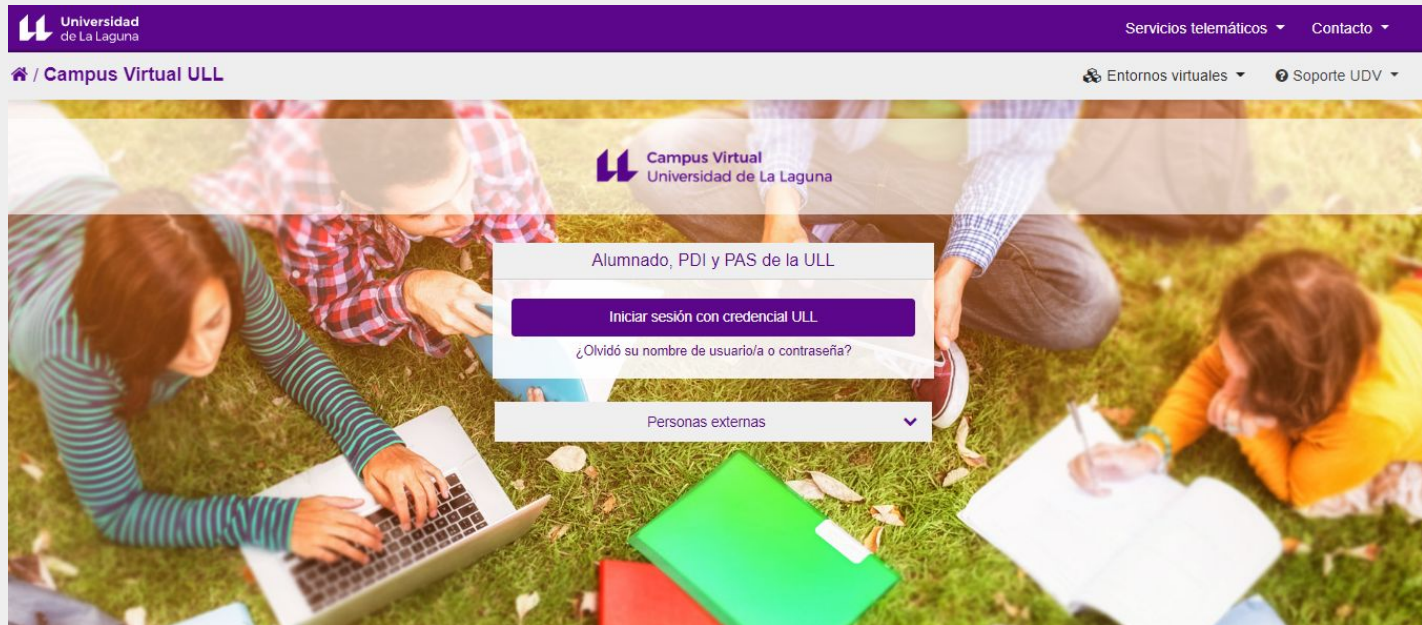 Universidad
de La Laguna
Servicios telemáticos
Contacto
/ Campus Virtual ULL
Entornos virtuales
Soporte UDV
Campus Virtual
Universidad de La Laguna
Alumnado, PDI y PAS de la ULL
Iniciar sesión con credencial ULL
¿Olvidó su nombre de usuario/a o contraseña?
Personas externas